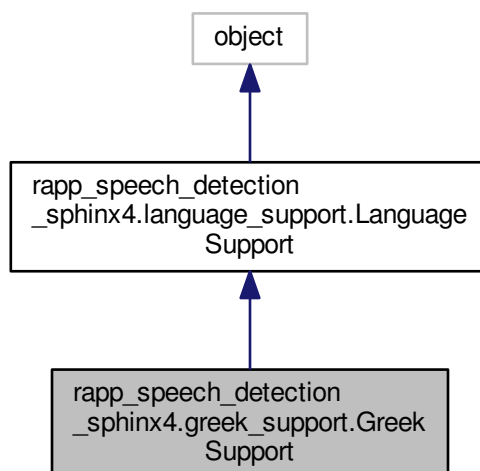 object
rapp_speech_detection
_sphinx4.language_support.Language
Support
rapp_speech_detection
_sphinx4.greek_support.Greek
Support